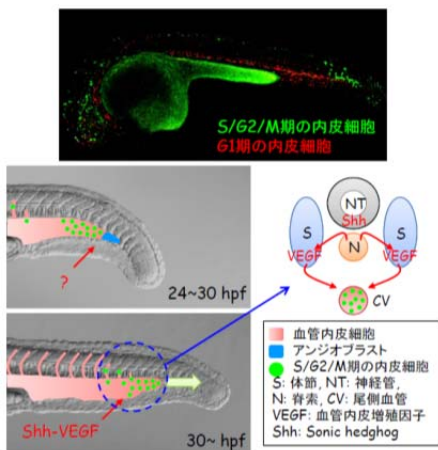 S/G2/M期の内皮細胞
G1期の内皮細胞
?
24~30 hpf
Shh-VEGF
30~ hpf
NT
Shh
S
N
S
VEGF
VEGF
CV
血管内皮細胞
アンジオブラスト
S/G2/M期の内皮細胞
S: 体節, NT: 神経管,
N: 脊索, CV: 尾側血管
VEGF: 血管内皮増殖因子
Shh: Sonic hedghog